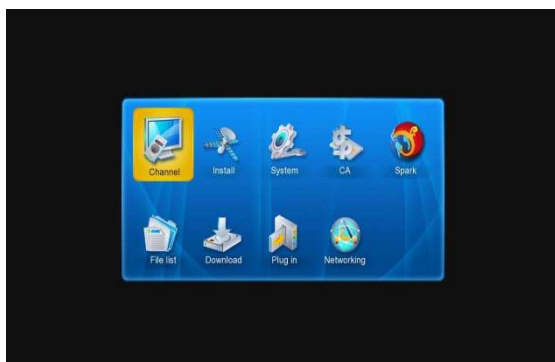 Channel
Install
System
CA
Spark
File list
Download
Plug in
Networking